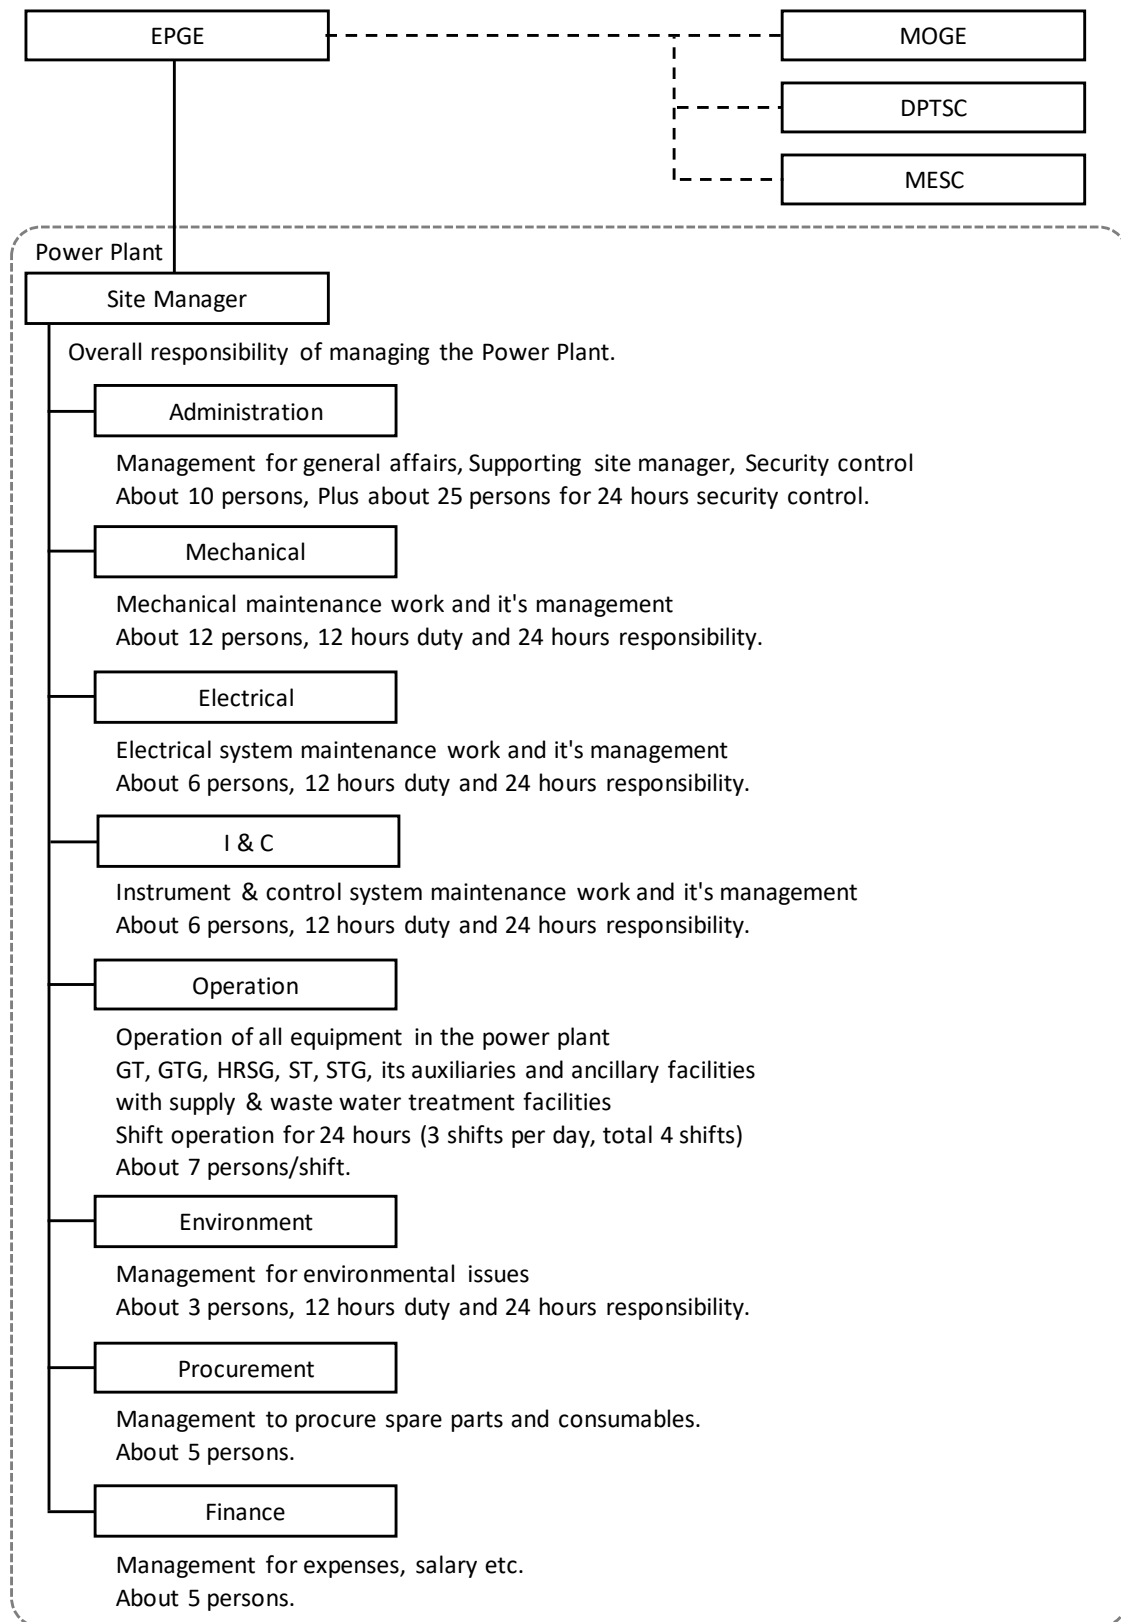 EPGE
MOGE
DPTSC
MESC
Power Plant
Site Manager
Overall responsibility of managing the Power Plant.
Administration
Management for general affairs, Supporting site manager, Security control
About 10 persons, Plus about 25 persons for 24 hours security control.
Mechanical
Mechanical maintenance work and it's management
About 12 persons, 12 hours duty and 24 hours responsibility.
Electrical
Electrical system maintenance work and it's management
About 6 persons, 12 hours duty and 24 hours responsibility.
I & C
Instrument & control system maintenance work and it's management
About 6 persons, 12 hours duty and 24 hours responsibility.
Operation
Operation of all equipment in the power plant
GT, GTG, HRSG, ST, STG, its auxiliaries and ancillary facilities
with supply & waste water treatment facilities
Shift operation for 24 hours (3 shifts per day, total 4 shifts)
About 7 persons/shift.
Environment
Management for environmental issues
About 3 persons, 12 hours duty and 24 hours responsibility.
Procurement
Management to procure spare parts and consumables.
About 5 persons.
Finance
Management for expenses, salary etc.
About 5 persons.